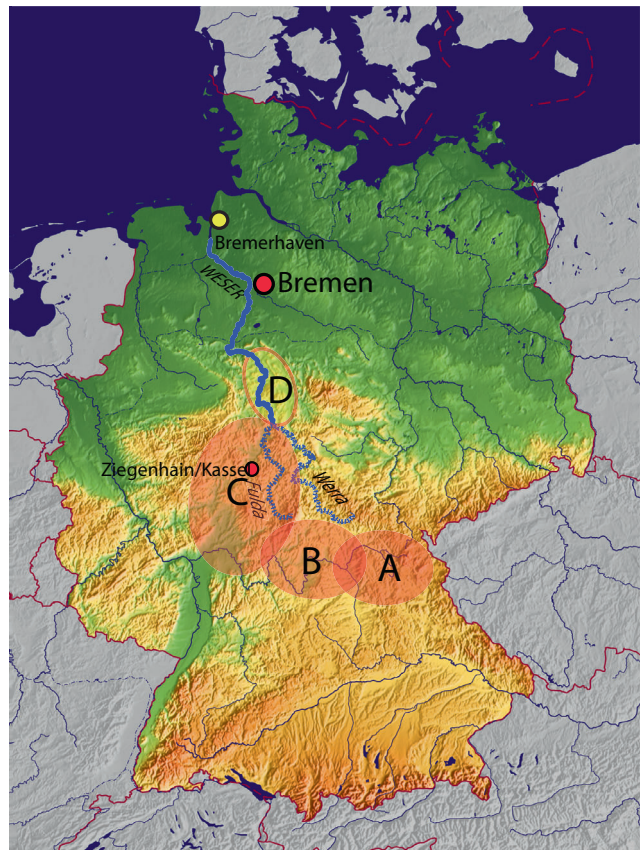 Bremerhaven
WESER
Bremen
D
Ziegenhain/Kassel
C
Fulda
Werra
B
A